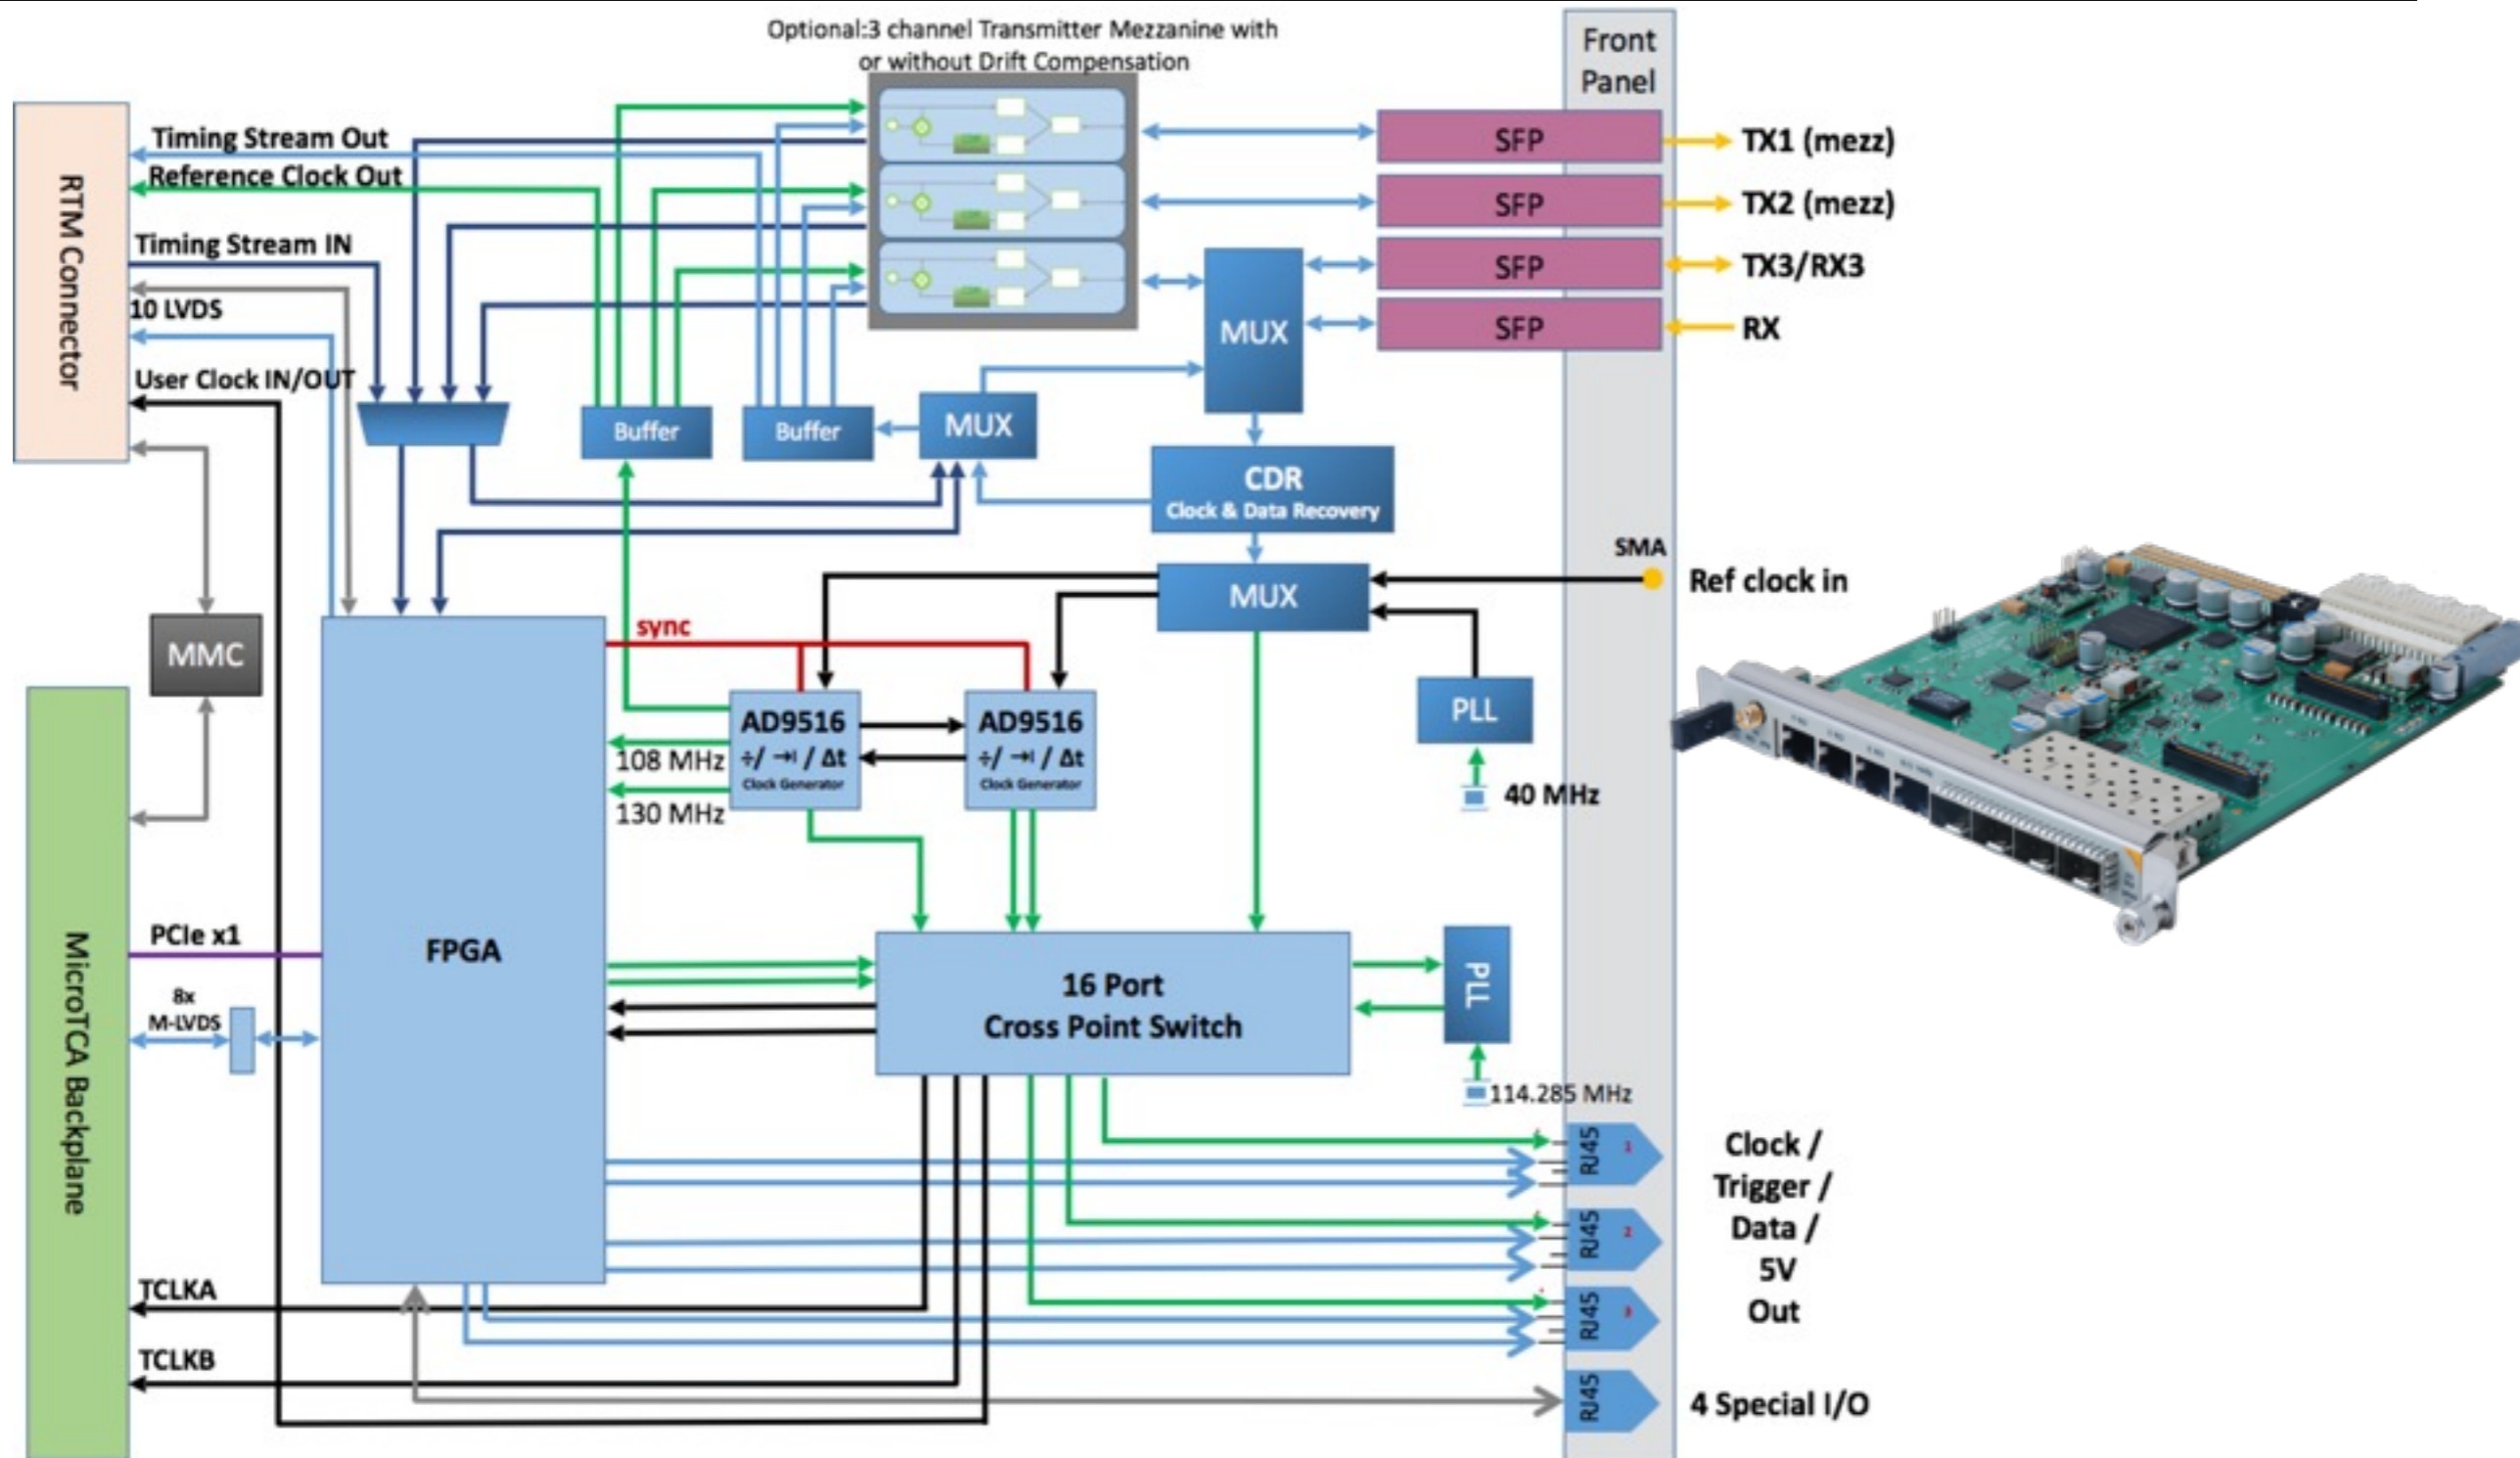 Optional:3 channel Transmitter Mezzanine with
or without Drift Compensation
Front
Panel
RTM Connector
Timing Stream Out
Reference Clock Out
Timing Stream IN
10 LVDS
User Clock IN/OUT
SFP
TX1 (mezz)
SFP
TX2 (mezz)
SFP
TX3/RX3
SFP
RX
MUX
Buffer
Buffer
MUX
CDR
Clock & Data Recovery
SMA
Ref clock in
MUX
MMC
sync
PLL
40 MHz
AD9516
÷/ →I / Δt
Clock Generator
AD9516
÷/ →I / Δt
Clock Generator
108 MHz
130 MHz
MicroTCA Backplane
PCIe x1
FPGA
8x
M-LVDS
16 Port
Cross Point Switch
PLL
114.285 MHz
RJ45
1
RJ45
2
RJ45
3
RJ45
Clock /
Trigger /
Data /
5V
Out
TCLKA
TCLKB
4 Special I/O